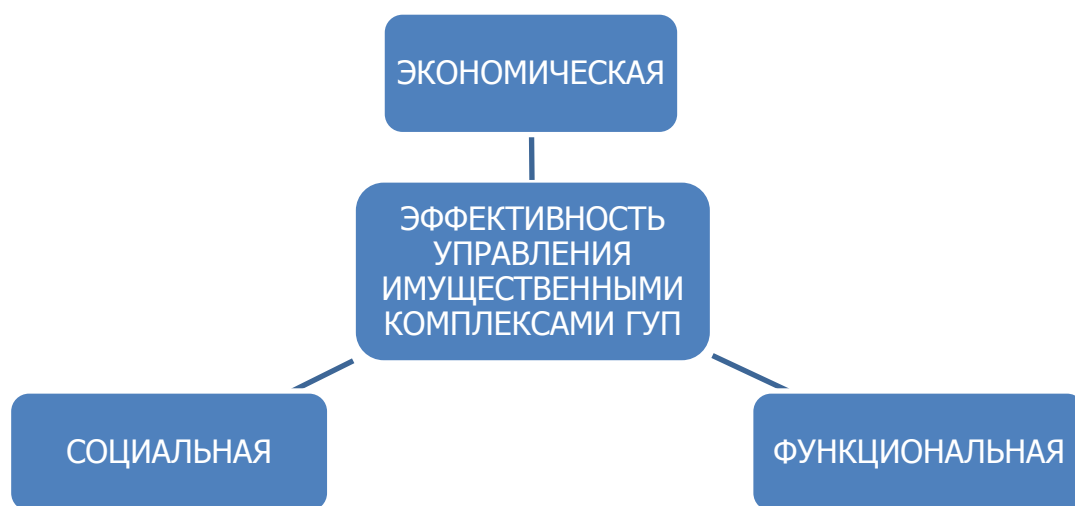 ЭКОНОМИЧЕСКАЯ
ЭФФЕКТИВНОСТЬ
УПРАВЛЕНИЯ
ИМУЩЕСТВЕННЫМИ
КОМПЛЕКСАМИ ГУП
СОЦИАЛЬНАЯ
ФУНКЦИОНАЛЬНАЯ